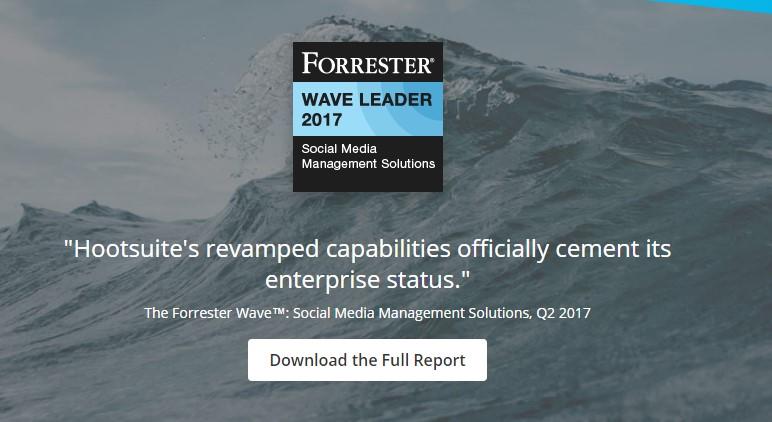 FORRESTER®
WAVE LEADER
2017
Social Media
Management Solutions
"Hootsuite's revamped capabilities officially cement its
enterprise status."
The Forrester Wave™: Social Media Management Solutions, Q2 2017
Download the Full Report